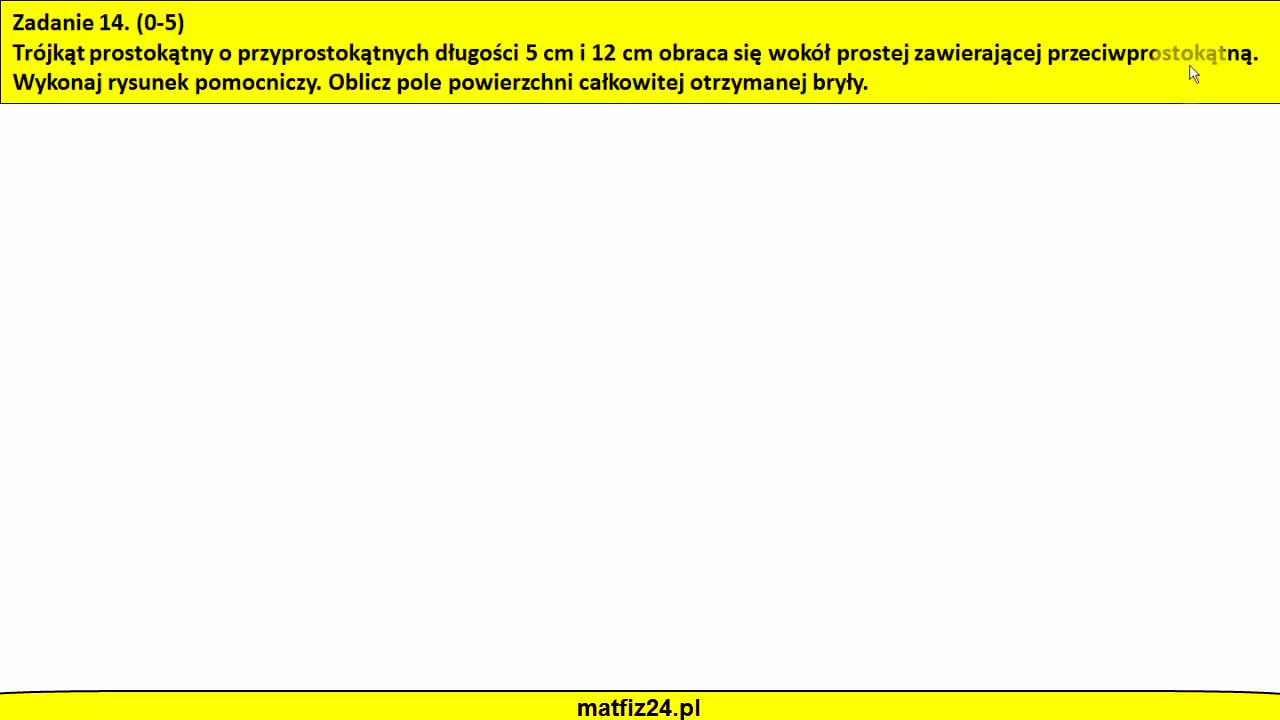 Zadanie 14. (0-5)
Trójkąt prostokątny o przyprostokątnych długości 5 cm i 12 cm obraca się wokół prostej zawierającej przeciwprostokątną.
Wykonaj rysunek pomocniczy. Oblicz pole powierzchni całkowitej otrzymanej bryły.
matfiz24.pl